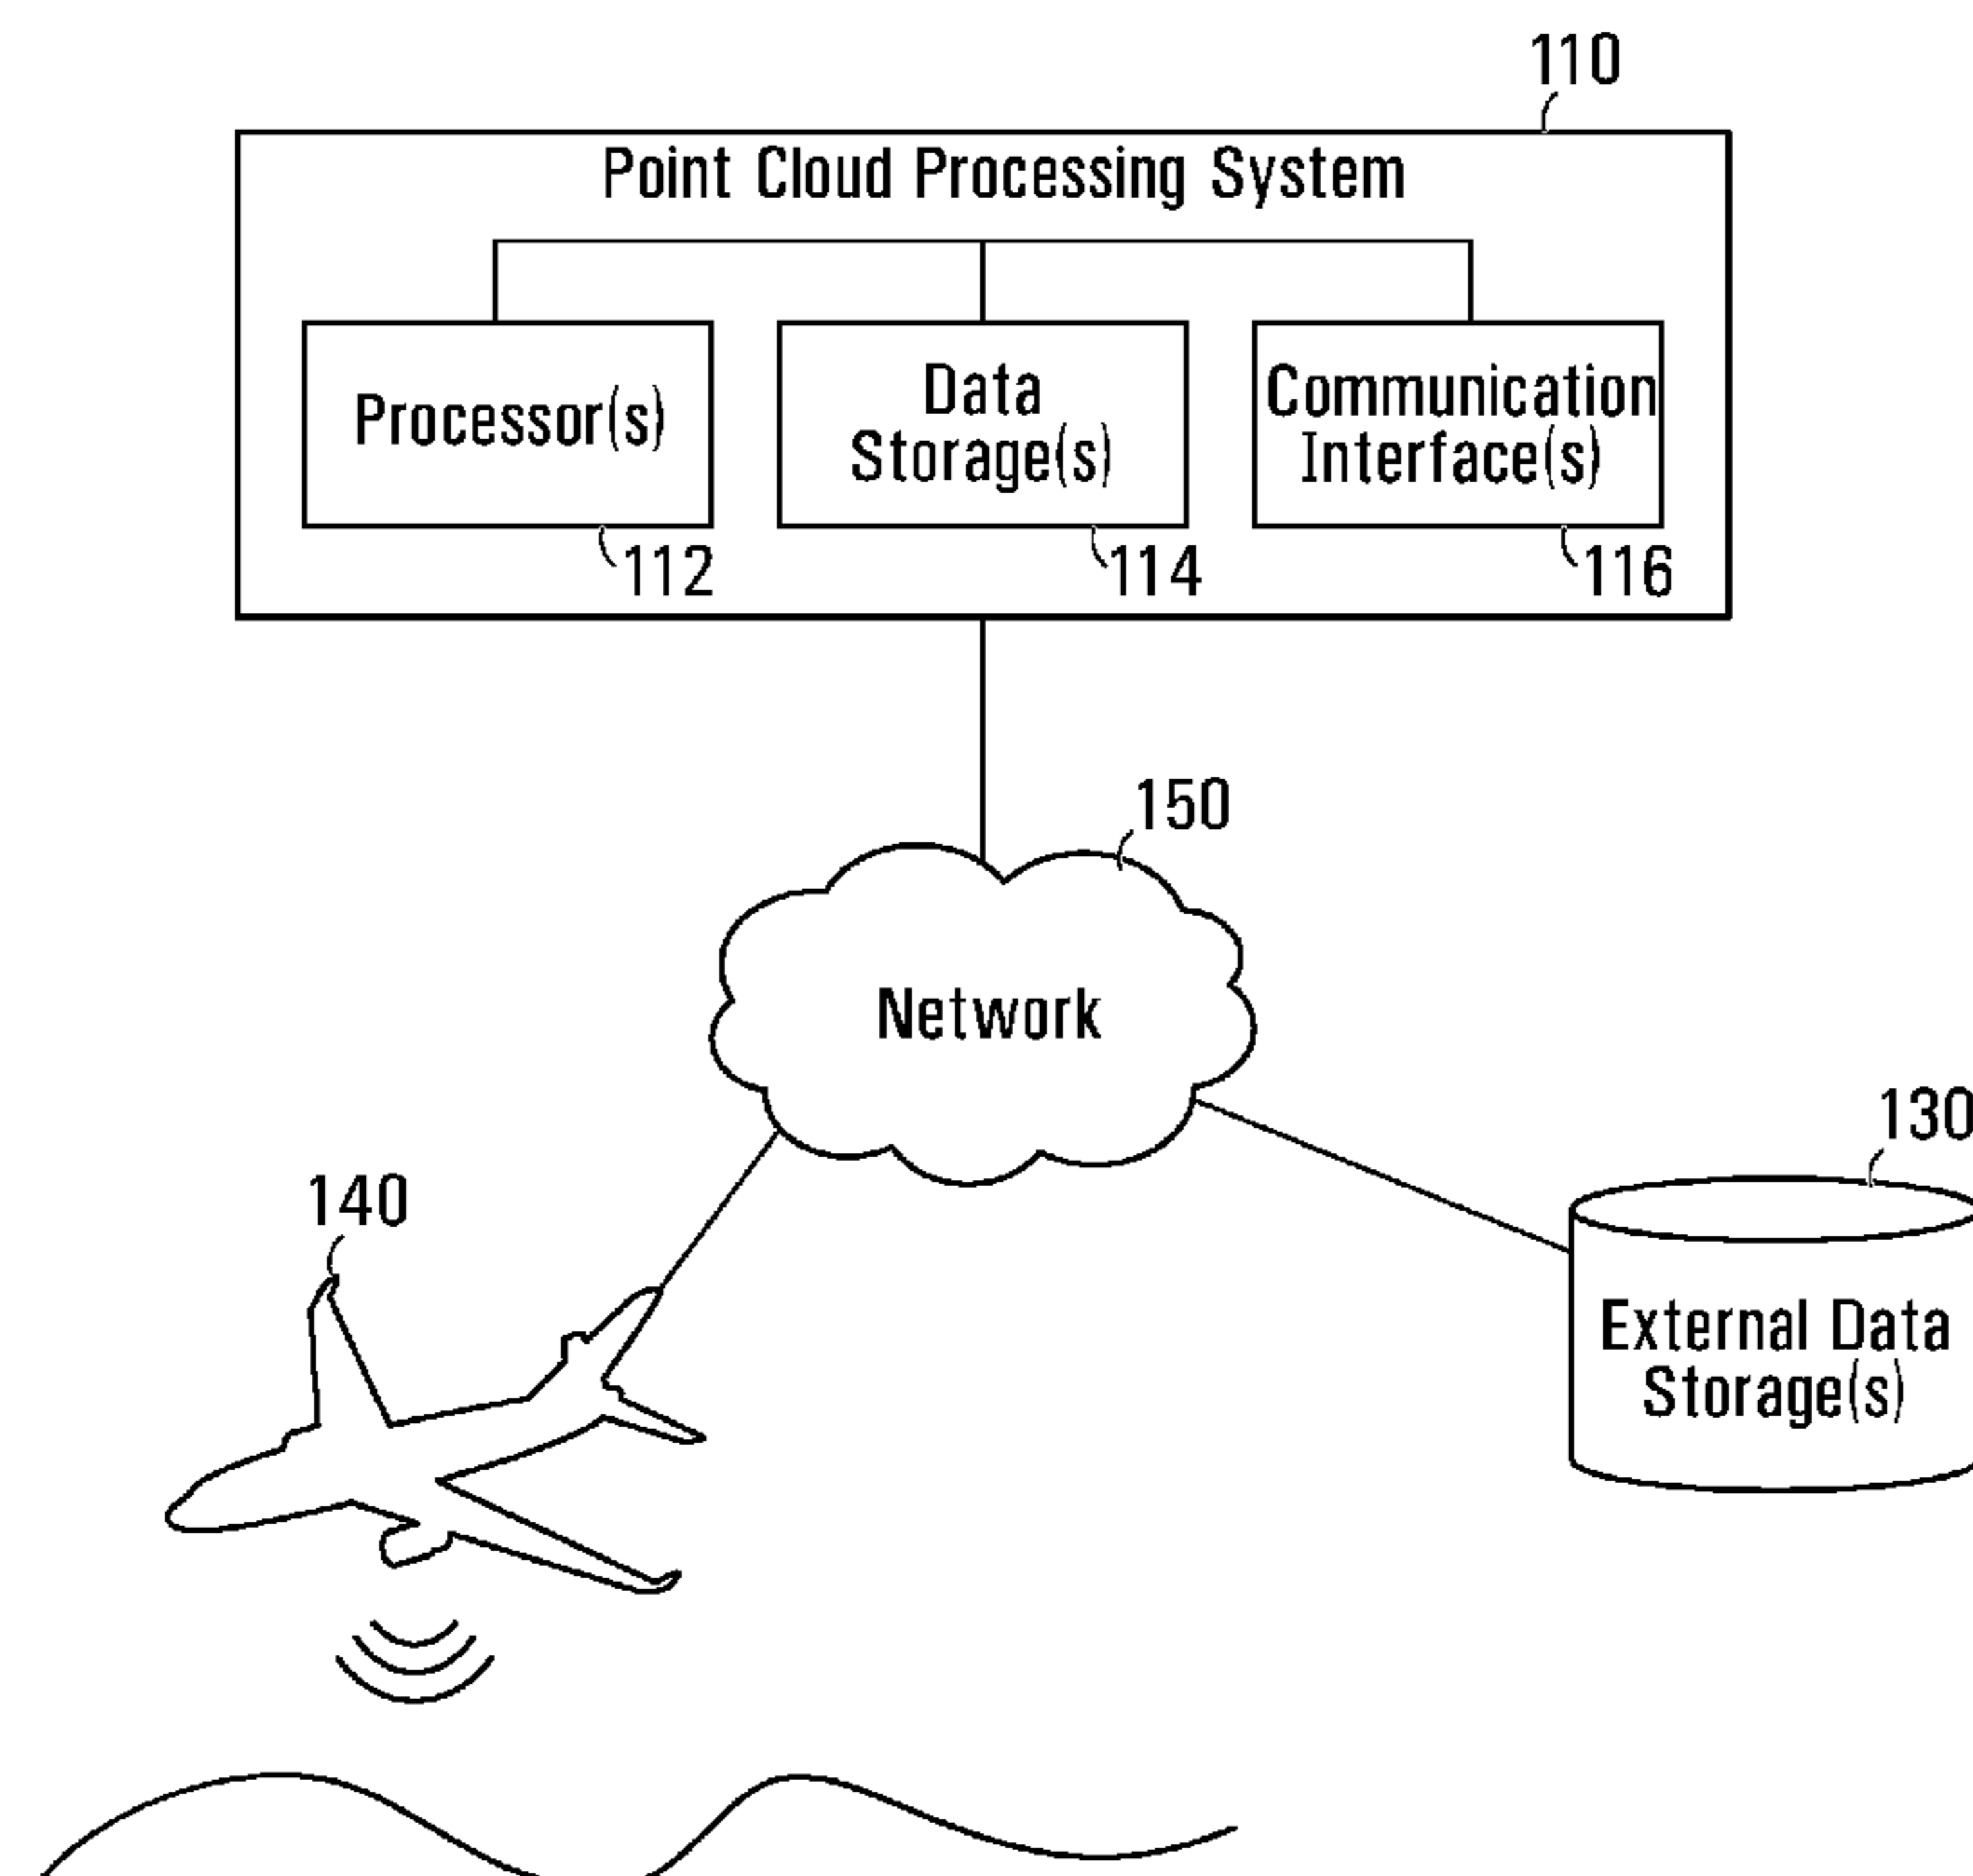 110
Point Cloud Processing System
Processor(s)
Data
Storage(s)
Communication
Interface(s)
112
114
116
150
Network
130
140
External Data
Storage(s)